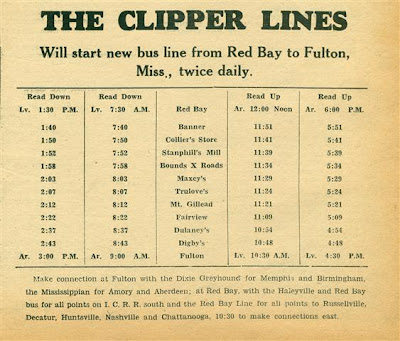 THE CLIPPER LINES
Will start new bus line from Red Bay to Fulton,
Miss., twice daily.
Read Down Read Down Read Up Read Up
Lv. 1:30 P.M. Lv. 7:30 A.M. Red Bay Ar. 12:00 Noon Ar. 6:00 P.M.
1:40 7:40 Banner 11:51 5:51
1:50 7:50 Collier's Store 11:41 5:41
1:52 7:52 Stanphill's Mill 11:39 5:39
1:58 7:58 Bounds X Roads 11:34 5:34
2:03 8:03 Maxcy's 11:29 5:29
2:07 8:07 Trulove's 11:24 5:24
2:12 8:12 Mt. Gilead 11:21 5:21
2:22 8:22 Fairview 11:09 5:09
2:37 8:37 Dulaney's 10:54 5:54
2:43 8:43 Digby's 10:48 4:48
Ar. 3:00 P.M. Ar. 9:00 A.M. Fulton Lv. 10:30 A.M. Lv. 4:30 P.M.
Make connection at Fulton with the Dixie Greyhound for Memphis and Birmingham,
the Mississippian for Amory and Aberdeen; at Red Bay, with the Haleyville and Red Bay
bus for all points on I. C. R. R. south and the Red Bay Line for all points to Russellville,
Decatur, Huntsville, Nashville and Chattanooga, 10:30 to make connections east.